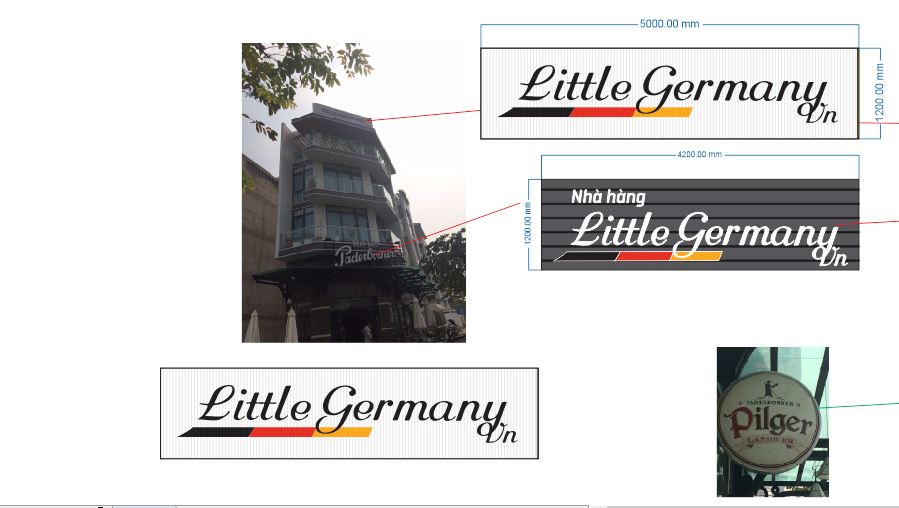 5000.00 mm
Little Germany
Vn
1200.00 mm
4200.00 mm
Nhà hàng
Little Germany
Vn
1200.00 mm
Paderborner
Little Germany
Vn
PADERBORNER
Pilger
LANDBIER